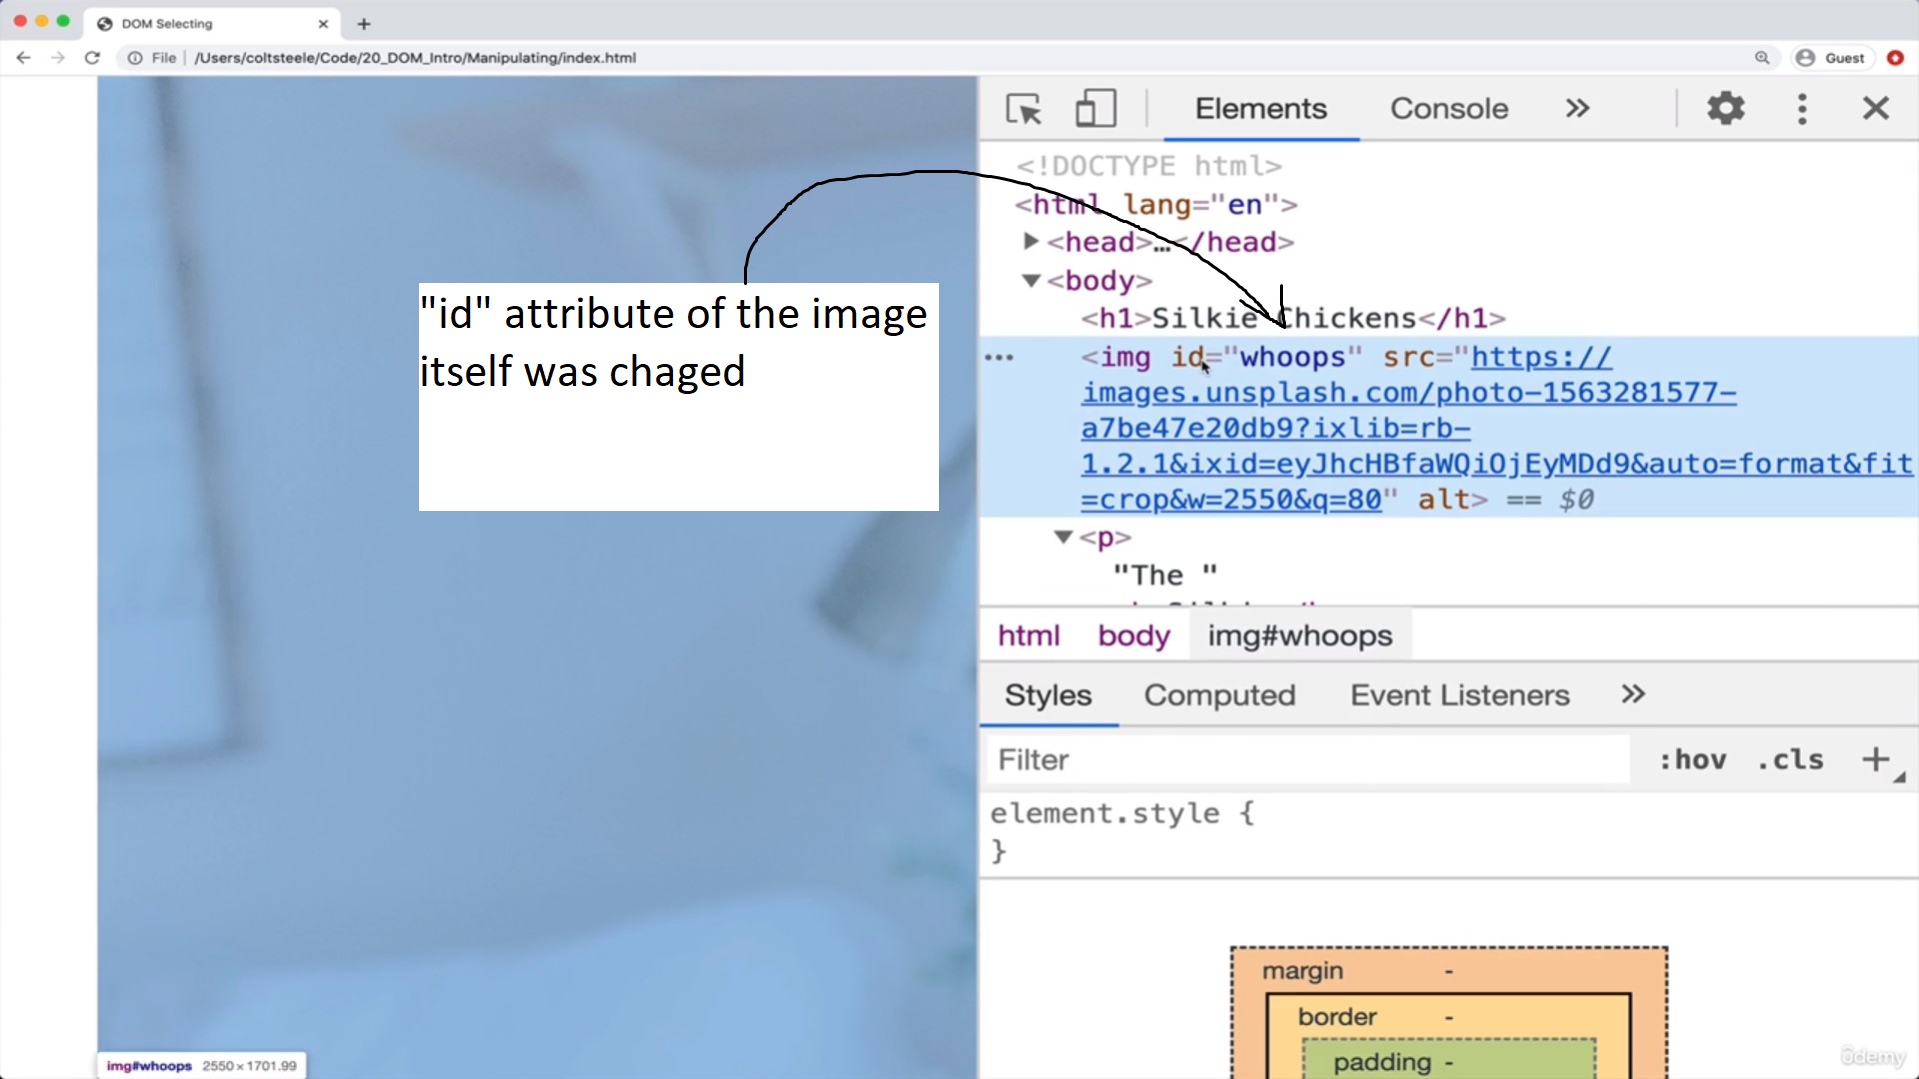 DOM Selecting
File
/Users/coltsteele/Code/20_DOM_Intro/Manipulating/index.html
Guest
"id" attribute of the image
itself was chaged
Elements
Console
<!DOCTYPE html>
<html lang="en">
<head>…</head>
<body>
<h1>Silkie Chickens</h1>
<img id="whoops" src="https://
images.unsplash.com/photo-1563281577-
a7be47e20db9?ixlib=rb-
1.2.1&ixid=eyJhcHBfaWQiOjEyMDd9&auto=format&fit
=crop&w=2550&q=80" alt> == $0
<p>
"The "
html body img#whoops
Styles Computed Event Listeners
Filter
:hov .cls
element.style {
}
margin -
border -
padding -
img#whoops 2550×1701.99
ûdemy